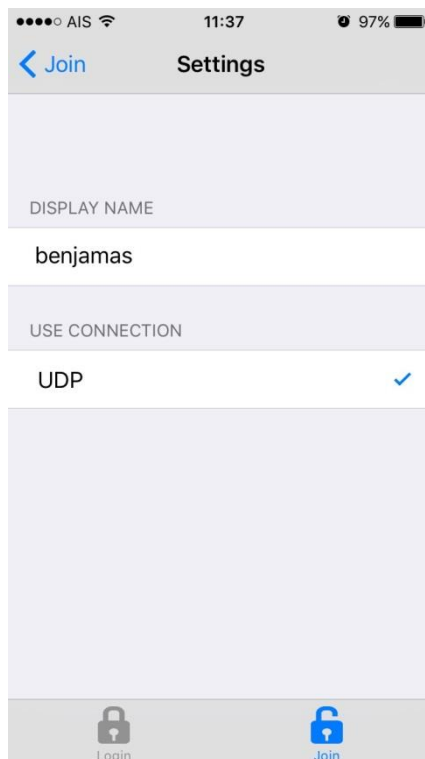 AIS 11:37 97%
Join Settings
DISPLAY NAME
benjamas
USE CONNECTION
UDP
Login Join